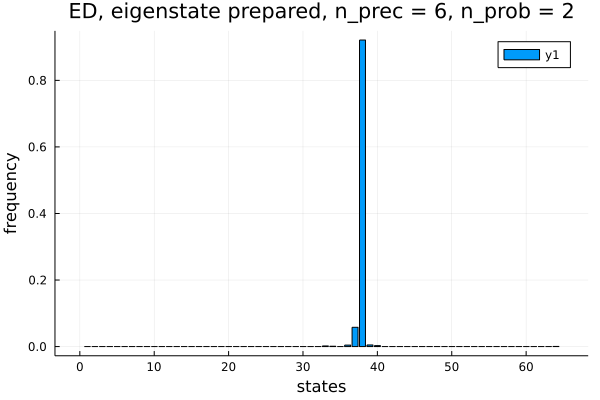 ED, eigenstate prepared, n_prec = 6, n_prob = 2
y1
frequency
0.8
0.6
0.4
0.2
0.0
0 10 20 30 40 50 60
states